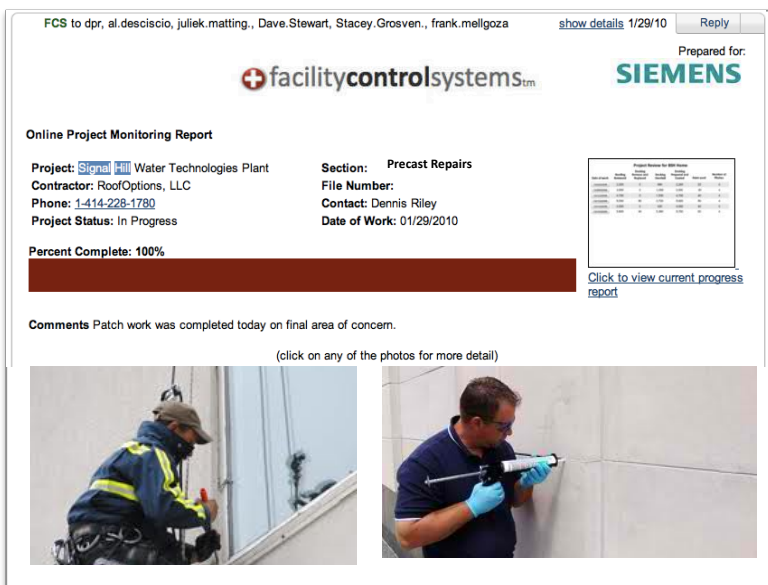 FCS to dpr, al.desciscio, juliek.matting., Dave.Stewart, Stacey.Grosven., frank.mellgoza show details 1/29/10 Reply
Prepared for:
facilitycontrolsystems tm
SIEMENS
Online Project Monitoring Report
Project: Signal Hill Water Technologies Plant
Contractor: RoofOptions, LLC
Phone: 1-414-228-1780
Project Status: In Progress
Section: Precast Repairs
File Number:
Contact: Dennis Riley
Date of Work: 01/29/2010
Percent Complete: 100%
Click to view current progress
report
Comments Patch work was completed today on final area of concern.
(click on any of the photos for more detail)